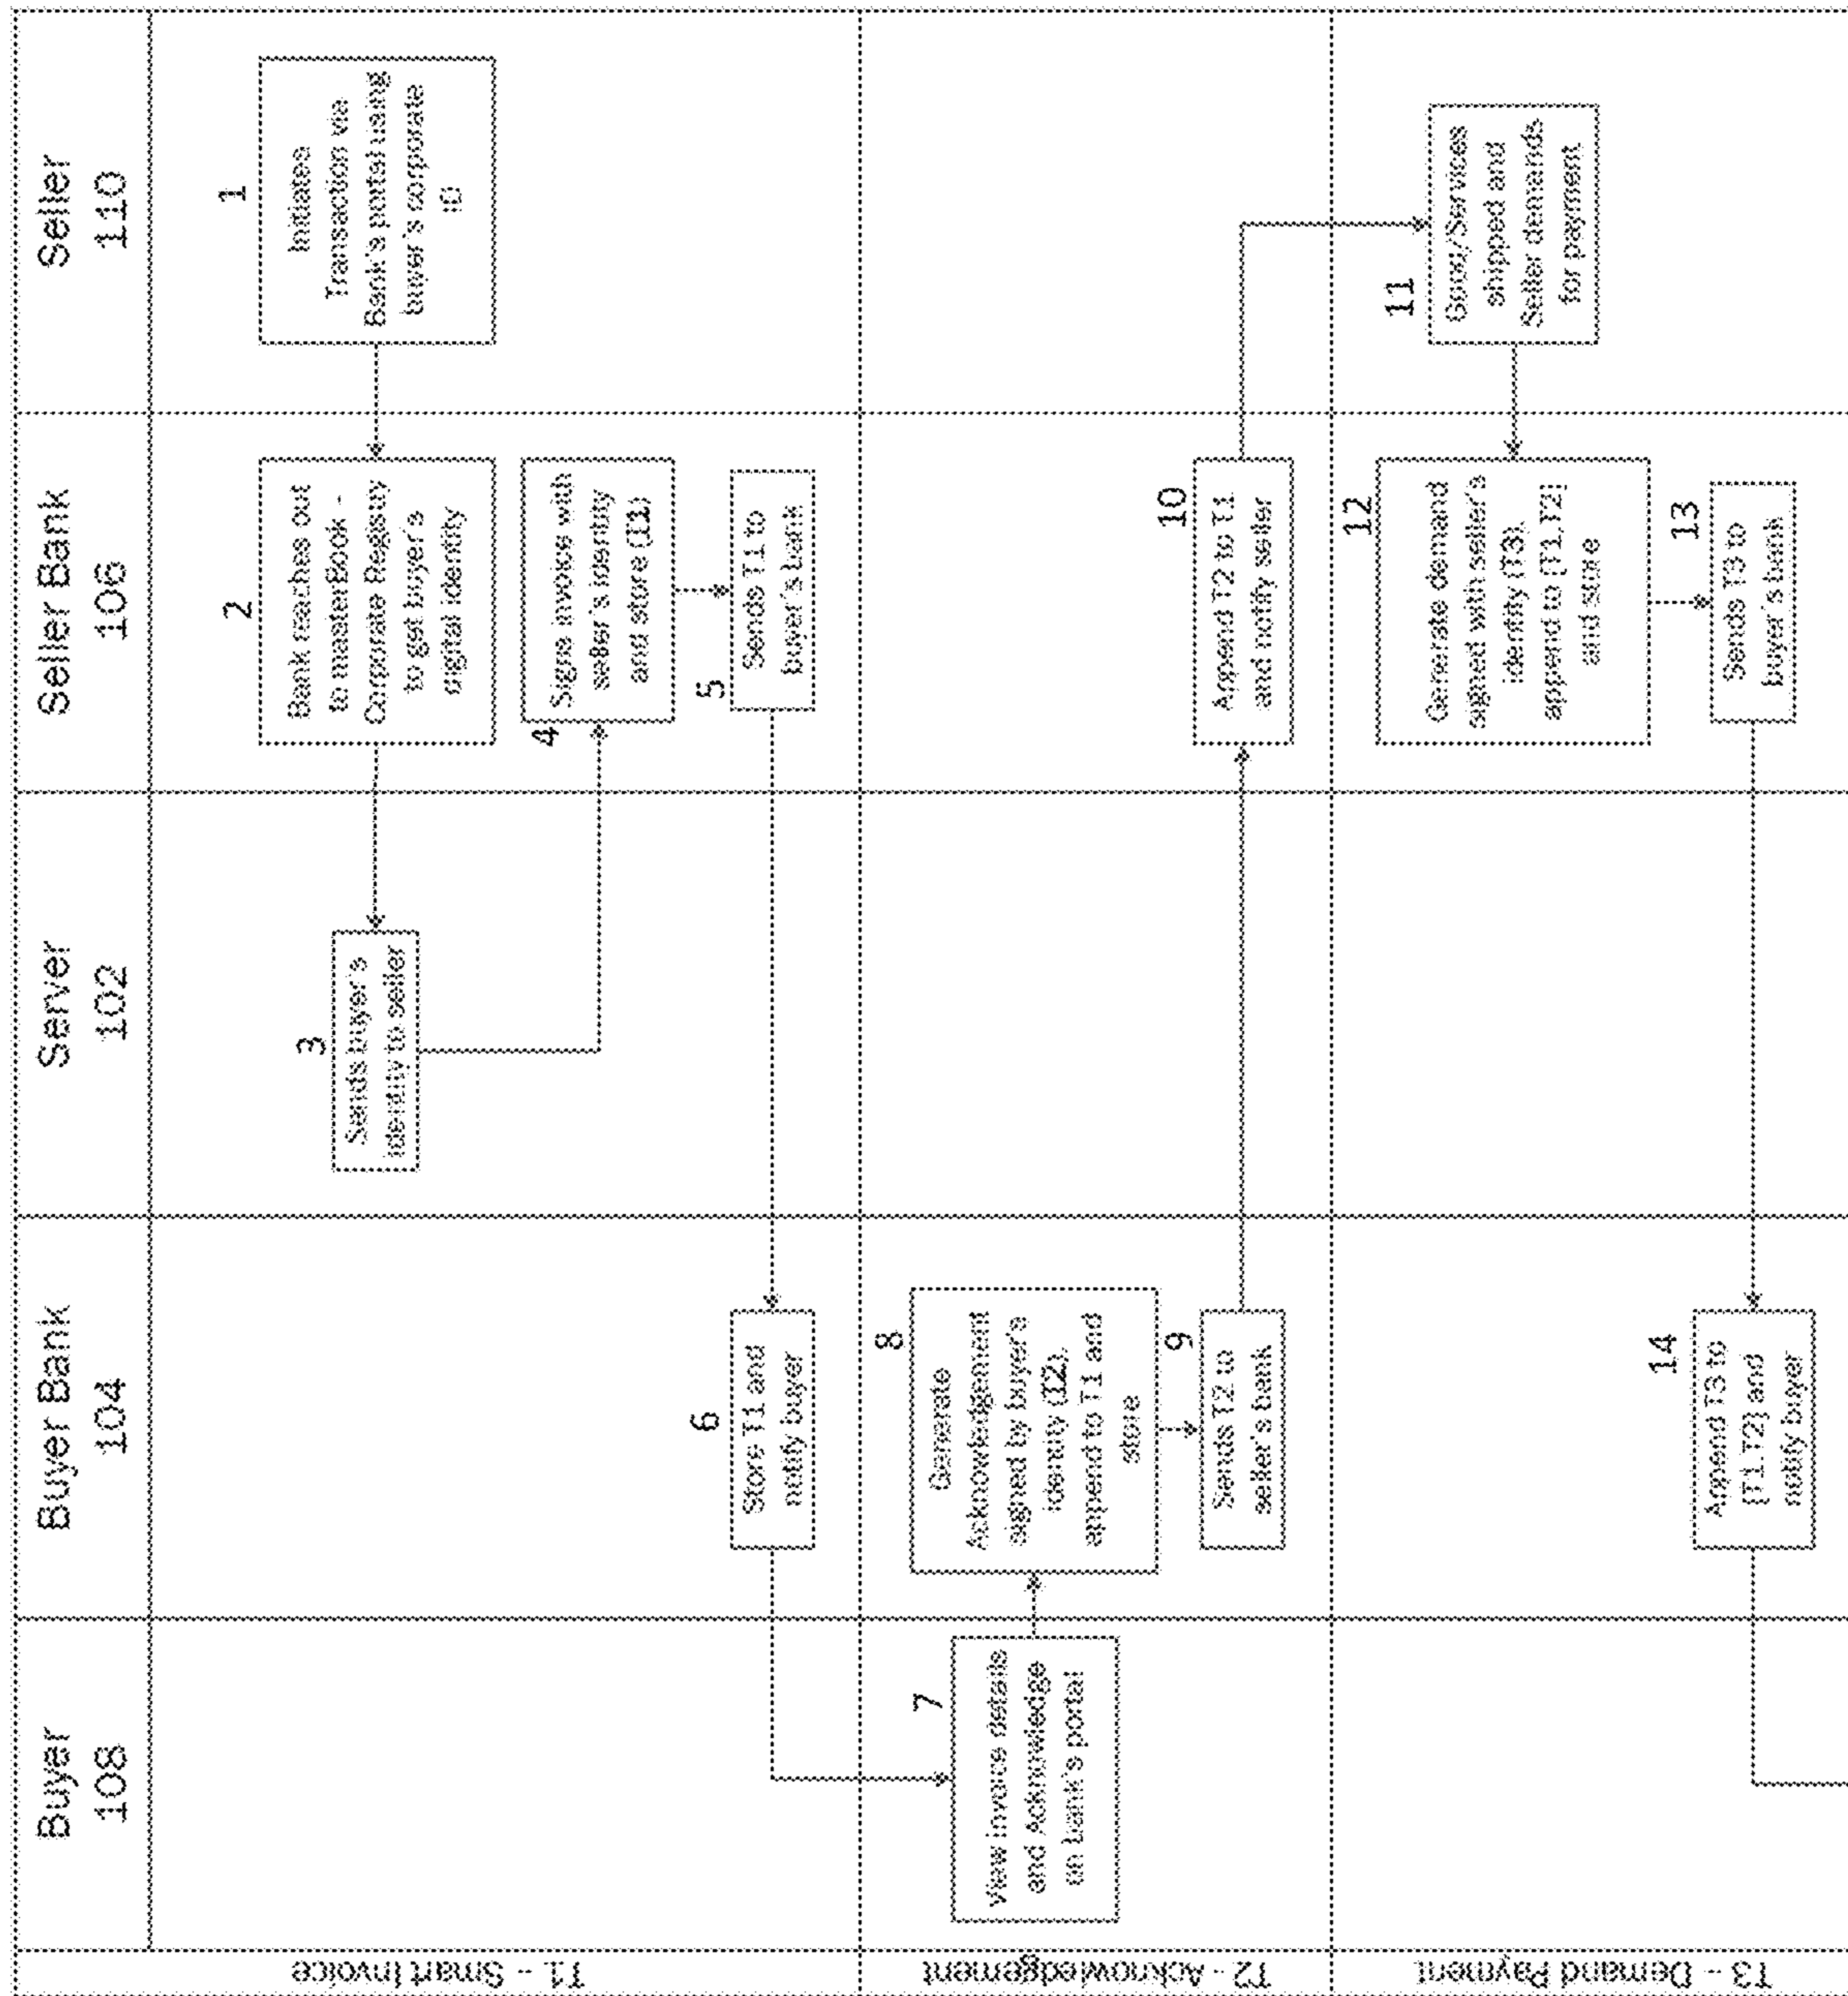 Buyer
108
Buyer Bank
104
Server
102
Seller Bank
106
Seller
110
T1 - Smart Invoice
1
Initiates
Transaction via
Bank's portal using
buyer's corporate
ID
2
Bank reaches out
to masterBook -
Corporate Registry
to get buyer's
digital identity
3
Sends buyer's
identity to seller
4
Signs invoice with
seller's identity
and store (T1)
5
Sends T1 to
buyer's bank
6
Store T1 and
notify buyer
T2 - Acknowledgement
7
View invoice details
and Acknowledge
on bank's portal
8
Generate
Acknowledgement
signed by buyer's
identity (T2),
append to T1 and
store
9
Sends T2 to
seller's bank
10
Append T2 to T1
and notify seller
T3 - Demand Payment
11
Good/Services
shipped and
Seller demands
for payment
12
Generate demand
signed with seller's
identity (T3),
append to [T1,T2]
and store
13
Sends T3 to
buyer's bank
14
Append T3 to
[T1,T2] and
notify buyer